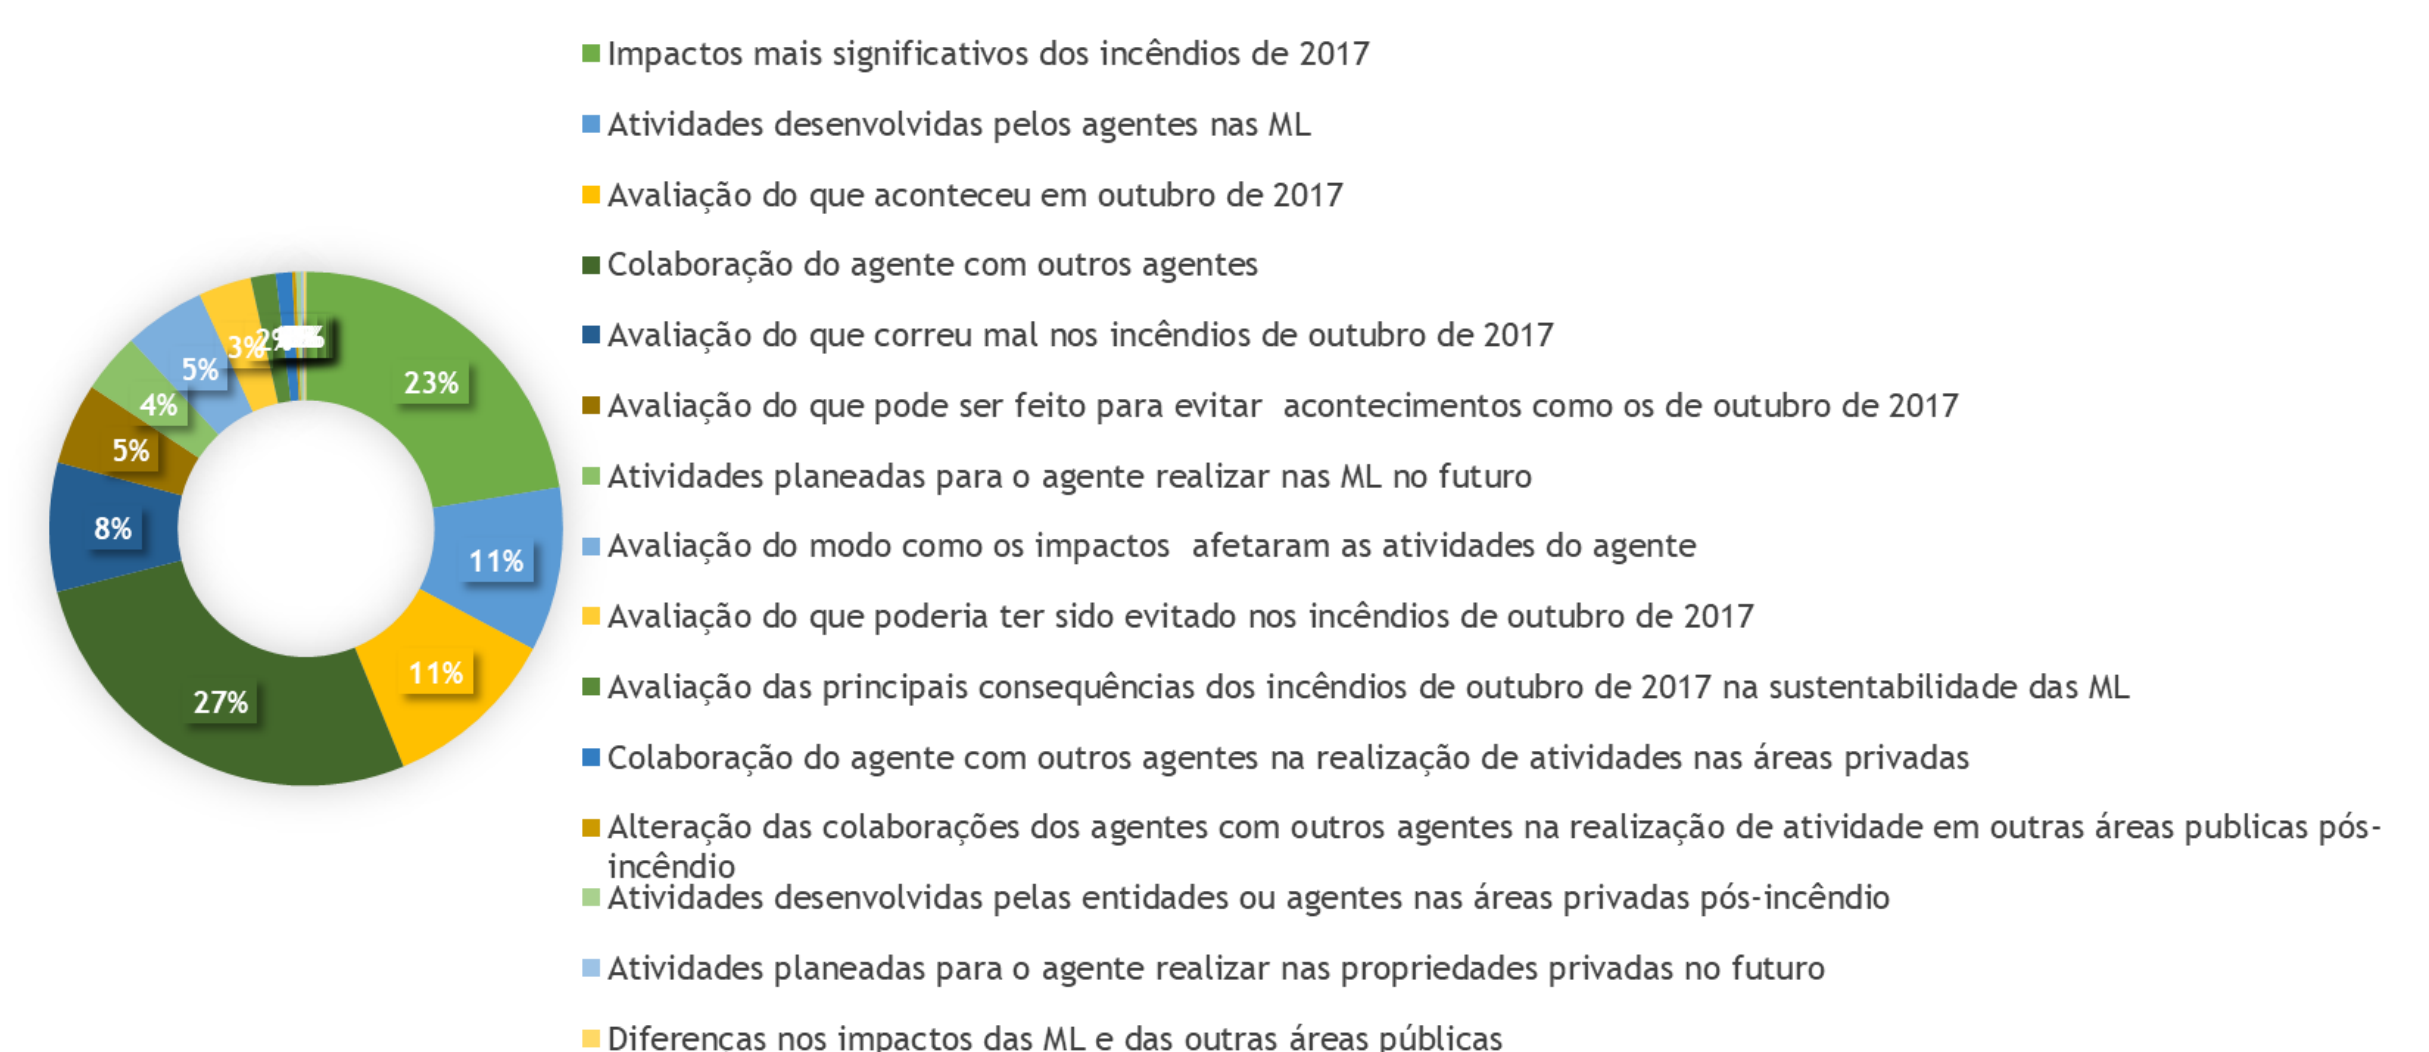 Impactos mais significativos dos incêndios de 2017
Atividades desenvolvidas pelos agentes nas ML
Avaliação do que aconteceu em outubro de 2017
Colaboração do agente com outros agentes
Avaliação do que correu mal nos incêndios de outubro de 2017
Avaliação do que pode ser feito para evitar  acontecimentos como os de outubro de 2017
Atividades planeadas para o agente realizar nas ML no futuro
Avaliação do modo como os impactos  afetaram as atividades do agente
Avaliação do que poderia ter sido evitado nos incêndios de outubro de 2017
Avaliação das principais consequências dos incêndios de outubro de 2017 na sustentabilidade das ML
Colaboração do agente com outros agentes na realização de atividades nas áreas privadas
Alteração das colaborações dos agentes com outros agentes na realização de atividade em outras áreas publicas pós-
incêndio
Atividades desenvolvidas pelas entidades ou agentes nas áreas privadas pós-incêndio
Atividades planeadas para o agente realizar nas propriedades privadas no futuro
Diferenças nos impactos das ML e das outras áreas públicas
23%
11%
11%
27%
8%
5%
4%
5%
3%
2%